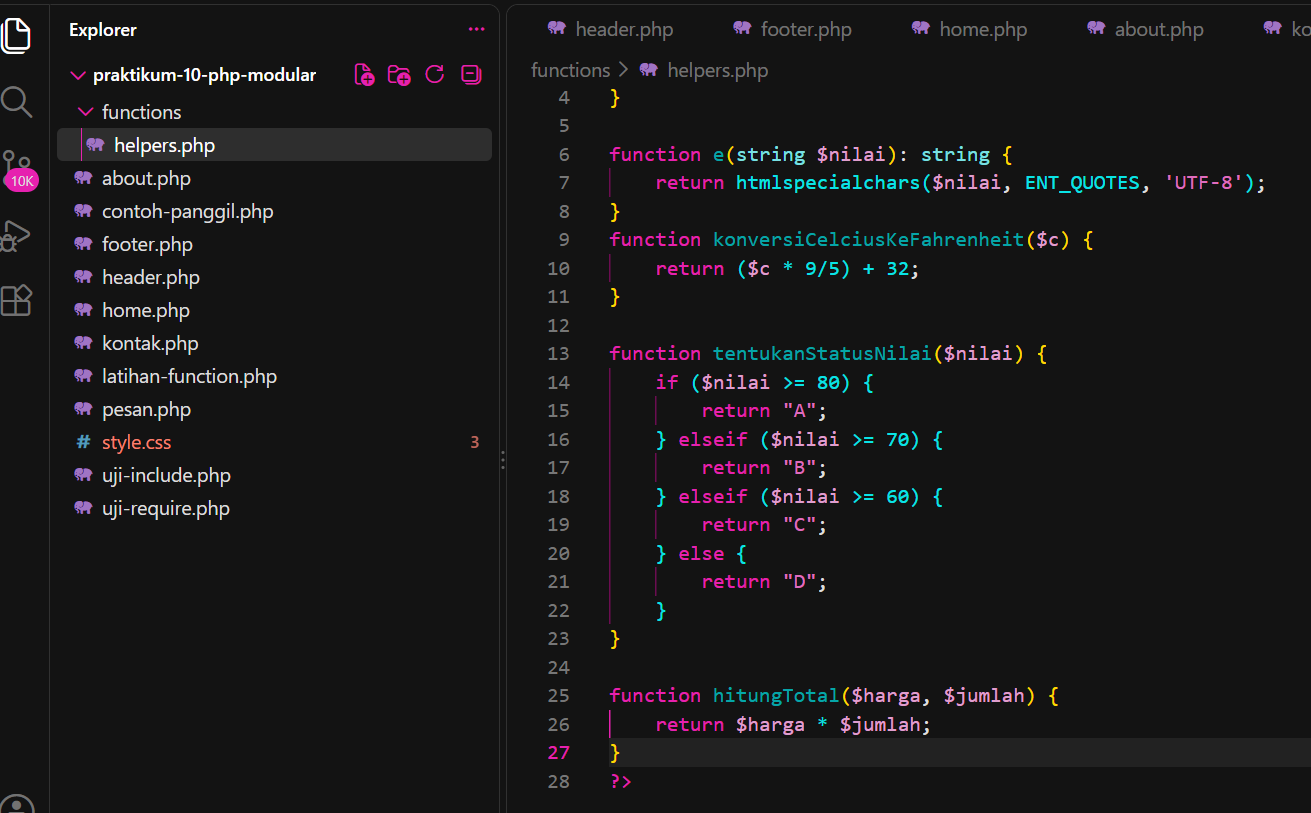 Explorer
praktikum-10-php-modular
functions
helpers.php
about.php
contoh-panggil.php
footer.php
header.php
home.php
kontak.php
latihan-function.php
pesan.php
# style.css 3
uji-include.php
uji-require.php
10K
header.php footer.php home.php about.php ko
functions > helpers.php
4 }
5
6 function e(string $nilai): string {
7 return htmlspecialchars($nilai, ENT_QUOTES, 'UTF-8');
8 }
9 function konversiCelciusKeFahrenheit($c) {
10 return ($c * 9/5) + 32;
11 }
12
13 function tentukanStatusNilai($nilai) {
14 if ($nilai >= 80) {
15 return "A";
16 } elseif ($nilai >= 70) {
17 return "B";
18 } elseif ($nilai >= 60) {
19 return "C";
20 } else {
21 return "D";
22 }
23 }
24
25 function hitungTotal($harga, $jumlah) {
26 return $harga * $jumlah;
27 }
28 ?>